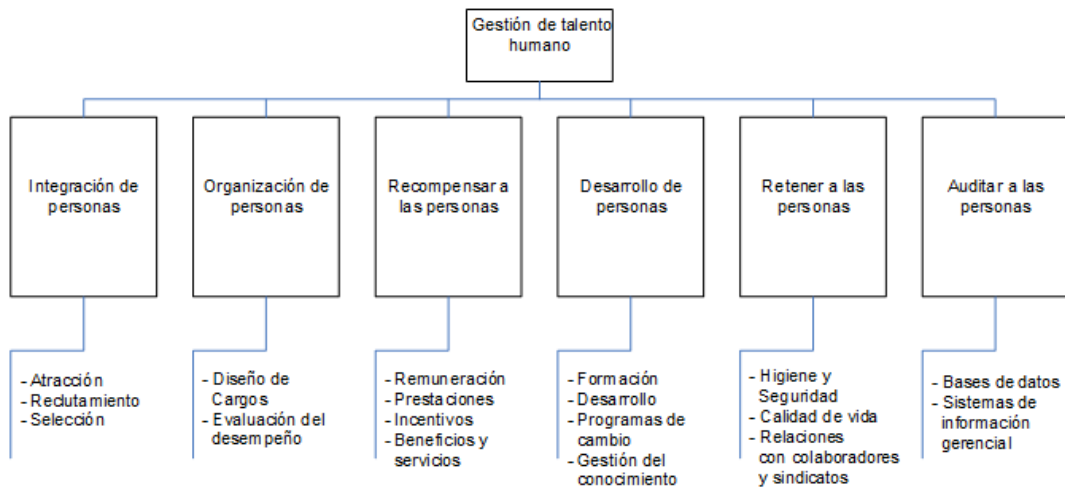 Gestión de talento
humano
Integración de
personas
Organización de
personas
Recompensar a
las personas
Desarrollo de
personas
Retener a las
personas
Auditar a las
personas
- Atracción
- Reclutamiento
- Selección
- Diseño de
Cargos
- Evaluación del
desempeño
- Remuneración
- Prestaciones
- Incentivos
- Beneficios y
servicios
- Formación
- Desarrollo
- Programas de
cambio
- Gestión del
conocimiento
- Higiene y
Seguridad
- Calidad de vida
- Relaciones
con colaboradores
y sindicatos
- Bases de datos
- Sistemas de
información
gerencial